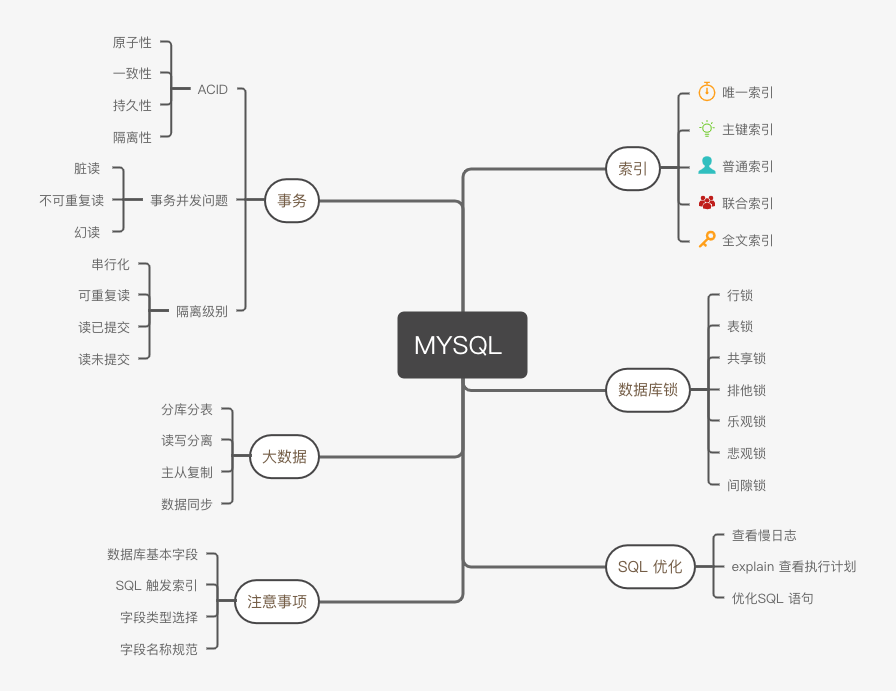 MYSQL
事务
ACID
原子性
一致性
持久性
隔离性
事务并发问题
脏读
不可重复读
幻读
隔离级别
串行化
可重复读
读已提交
读未提交
大数据
分库分表
读写分离
主从复制
数据同步
注意事项
数据库基本字段
SQL 触发索引
字段类型选择
字段名称规范
索引
唯一索引
主键索引
普通索引
联合索引
全文索引
数据库锁
行锁
表锁
共享锁
排他锁
乐观锁
悲观锁
间隙锁
SQL 优化
查看慢日志
explain 查看执行计划
优化SQL 语句